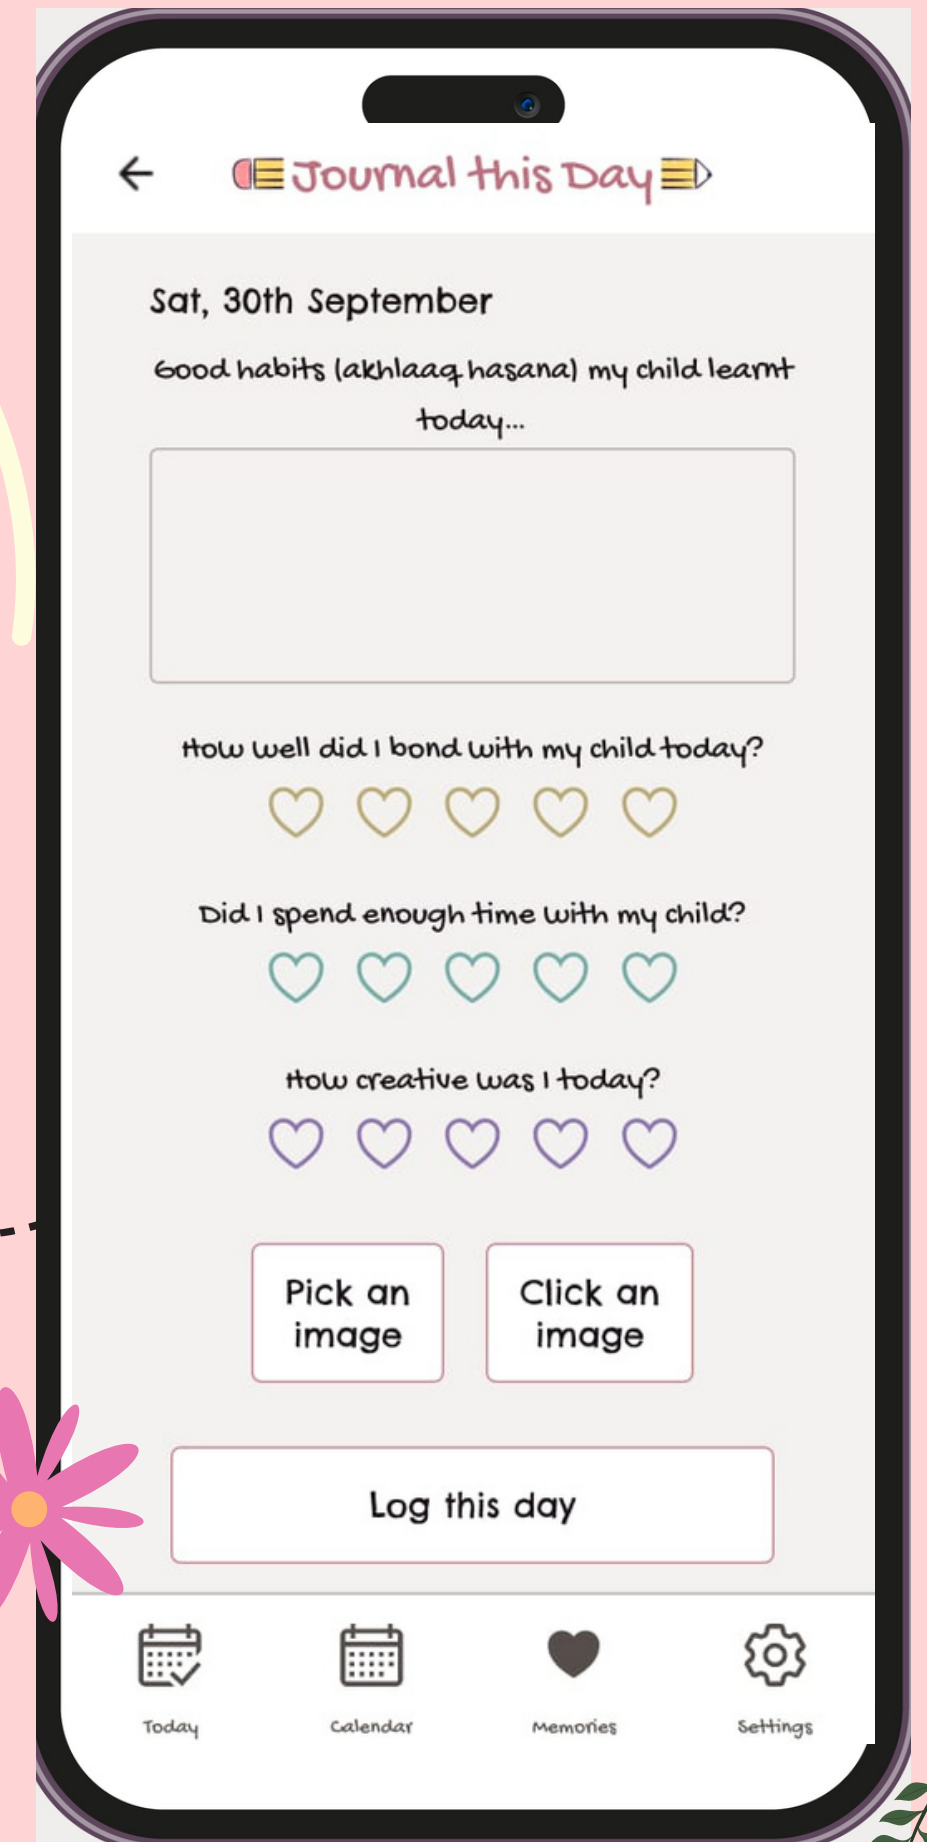 Journal this Day
Sat, 30th September
Good habits (akhlaaq hasana) my child learnt
today...
How well did I bond with my child today?
Did I spend enough time with my child?
How creative was I today?
Pick an
image
Click an
image
Log this day
Today
Calendar
Memories
Settings